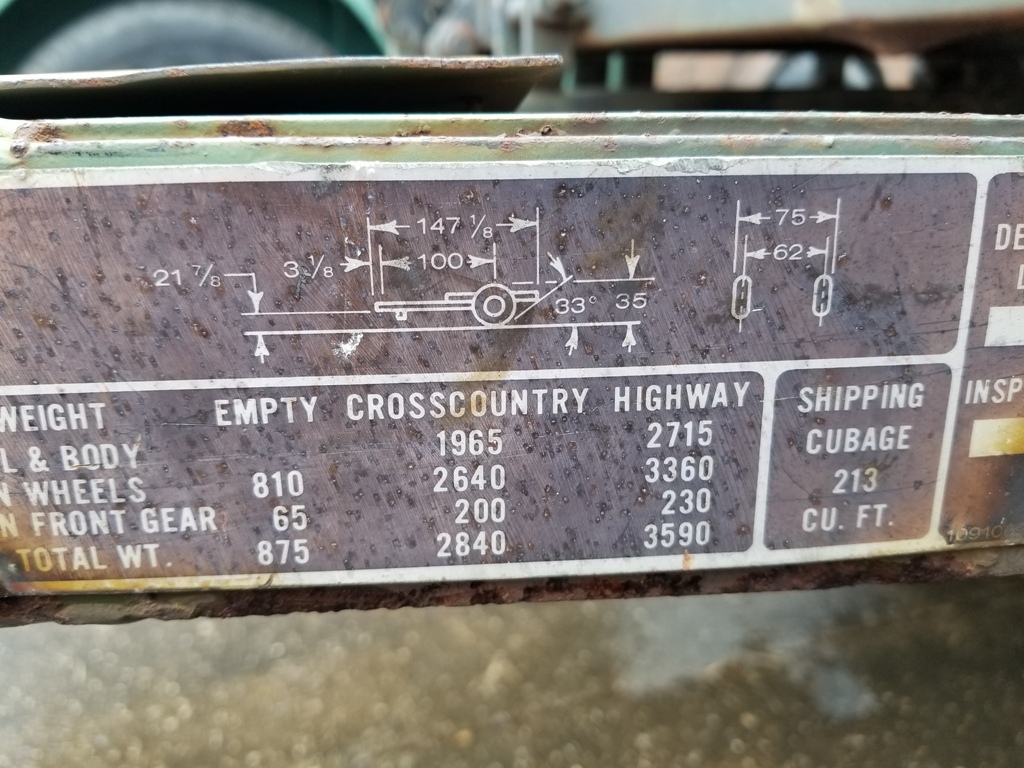 147 1/8
75
21 7/8
3 1/8
100
62
33°
35
WEIGHT EMPTY CROSSCOUNTRY HIGHWAY
L & BODY 1965 2715
N WHEELS 810 2640 3360
N FRONT GEAR 65 200 230
TOTAL WT. 875 2840 3590
SHIPPING
CUBAGE
213
CU. FT.
DE
INSP
10910